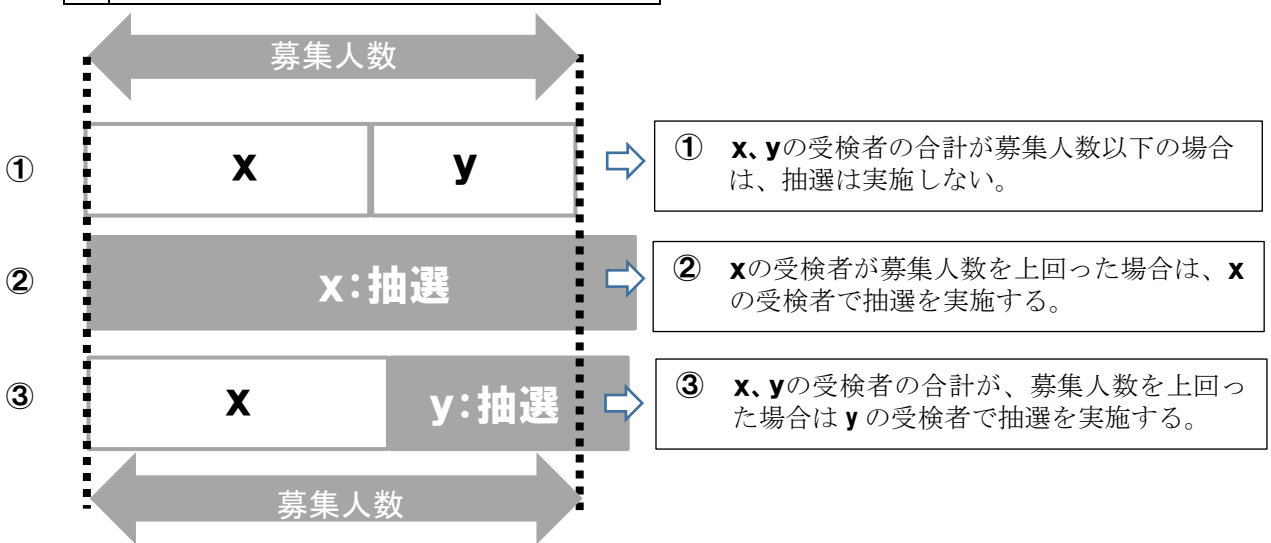 募集人数
①
x
y
① x、yの受検者の合計が募集人数以下の場合
は、抽選は実施しない。
②
x:抽選
② xの受検者が募集人数を上回った場合は、x
の受検者で抽選を実施する。
③
x
y:抽選
③ x、yの受検者の合計が、募集人数を上回っ
た場合は y の受検者で抽選を実施する。
募集人数